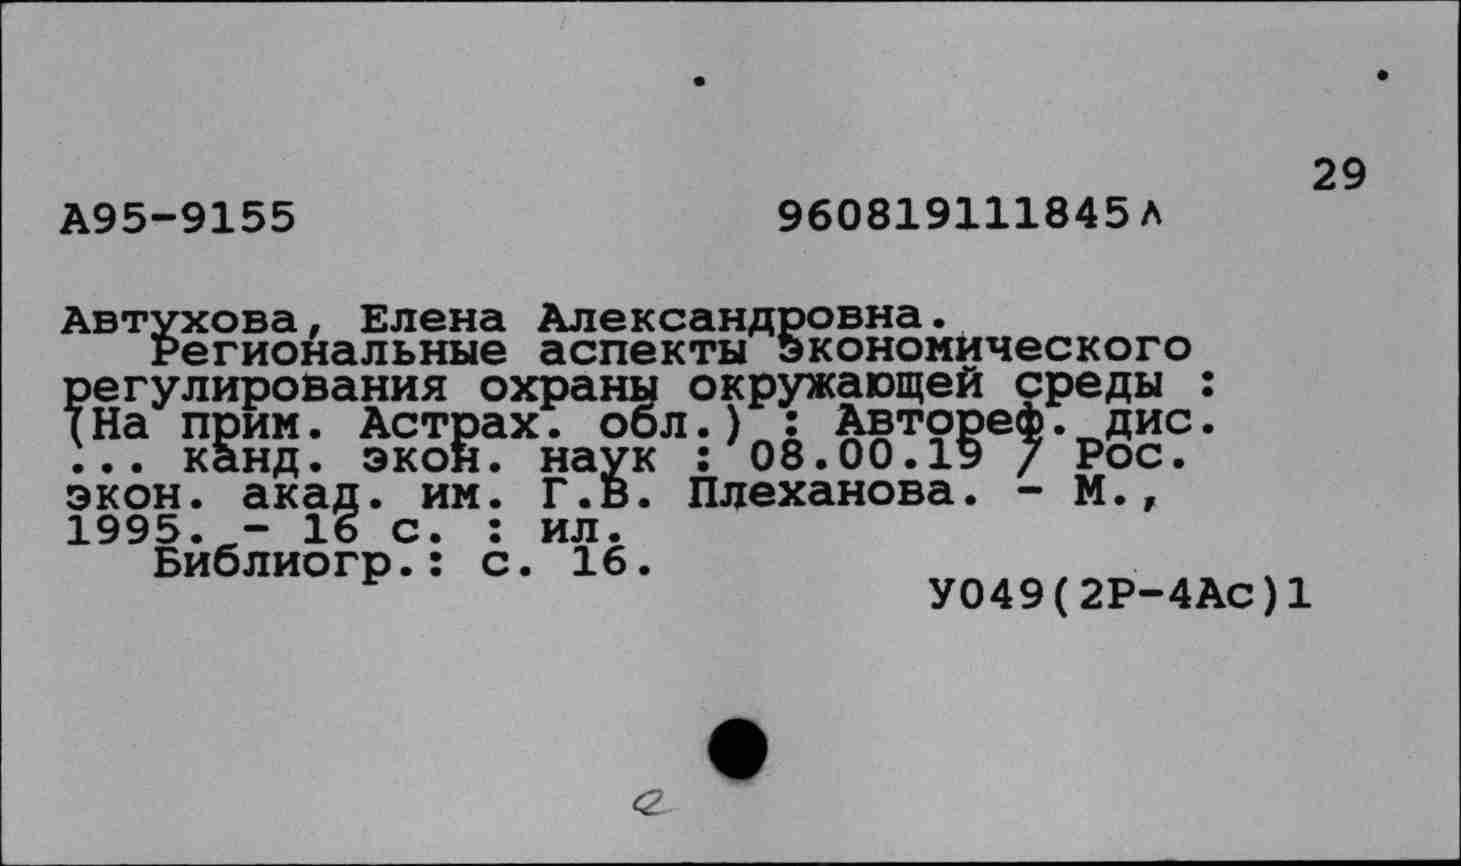 29
А95-9155 960819111845л
Автухова, Елена Александровна.
Региональные аспекты экономического
регулирования охраны окружающей среды :
(На прим. Астрах. обл.) : Автореф. дис.
... канд. экон. наук : 08.00.19 / Рос.
экон. акад. им. Г.В. Плеханова. - М.,
1995. - 16 с. : ил.
Библиогр.: с. 16.
У049(2Р-4Ас)1